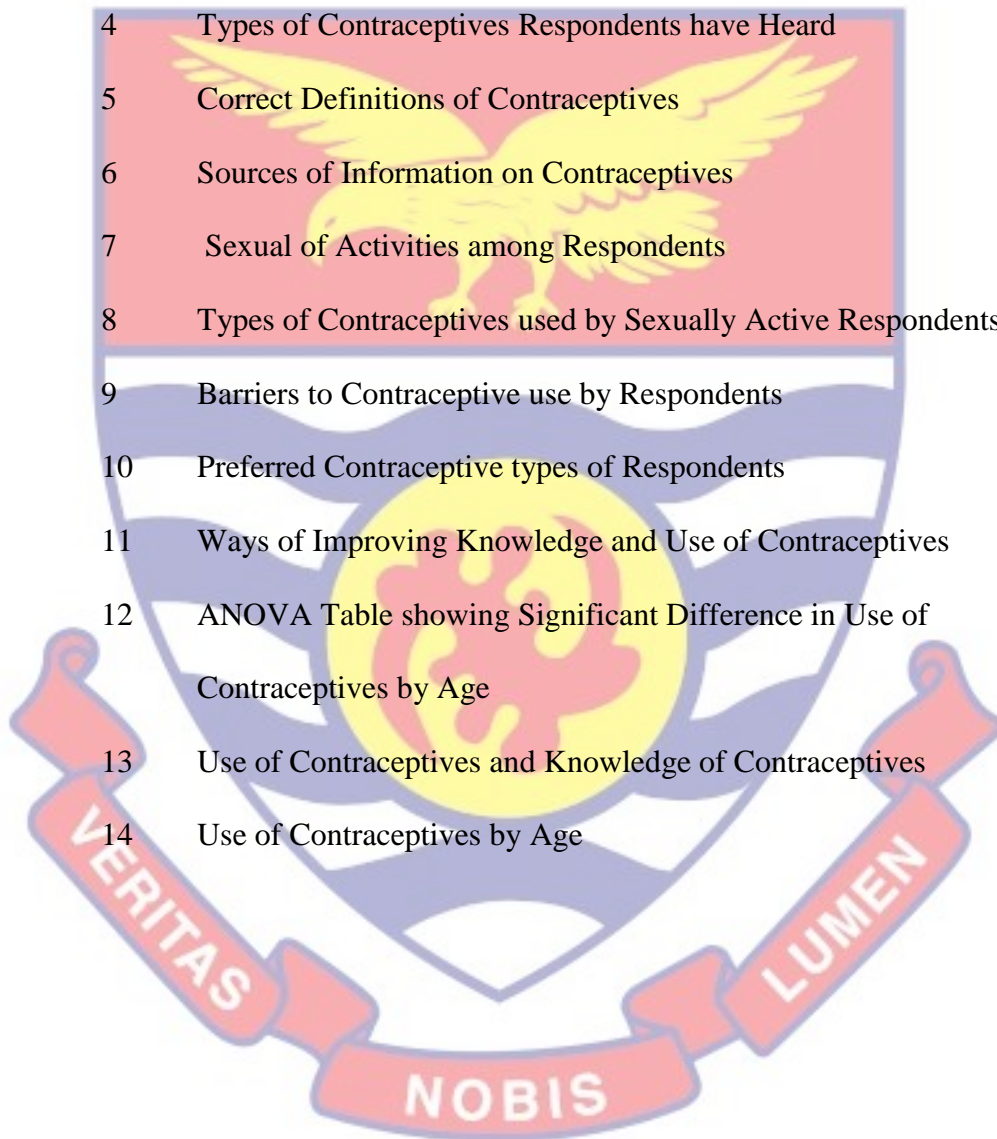 4 Types of Contraceptives Respondents have Heard
5 Correct Definitions of Contraceptives
6 Sources of Information on Contraceptives
7 Sexual of Activities among Respondents
8 Types of Contraceptives used by Sexually Active Respondents
9 Barriers to Contraceptive use by Respondents
10 Preferred Contraceptive types of Respondents
11 Ways of Improving Knowledge and Use of Contraceptives
12 ANOVA Table showing Significant Difference in Use of
Contraceptives by Age
13 Use of Contraceptives and Knowledge of Contraceptives
14 Use of Contraceptives by Age
VERITAS
NOBIS
LUMEN